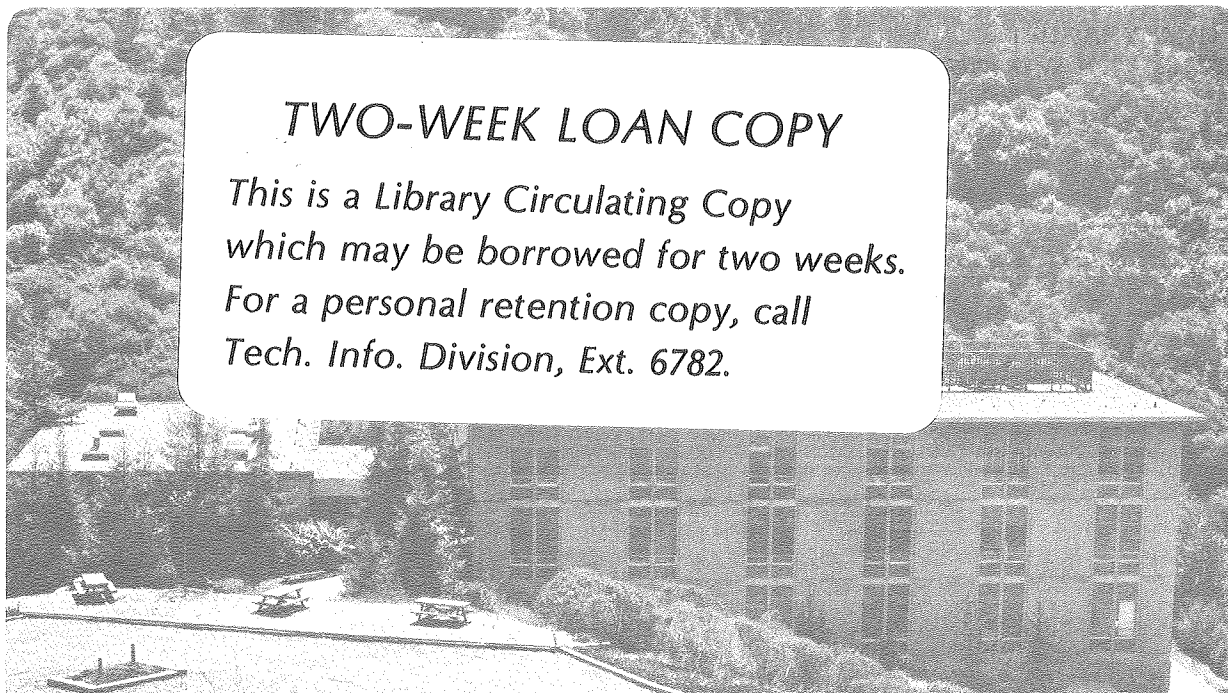 TWO-WEEK LOAN COPY
This is a Library Circulating Copy
which may be borrowed for two weeks.
For a personal retention copy, call
Tech. Info. Division, Ext. 6782.